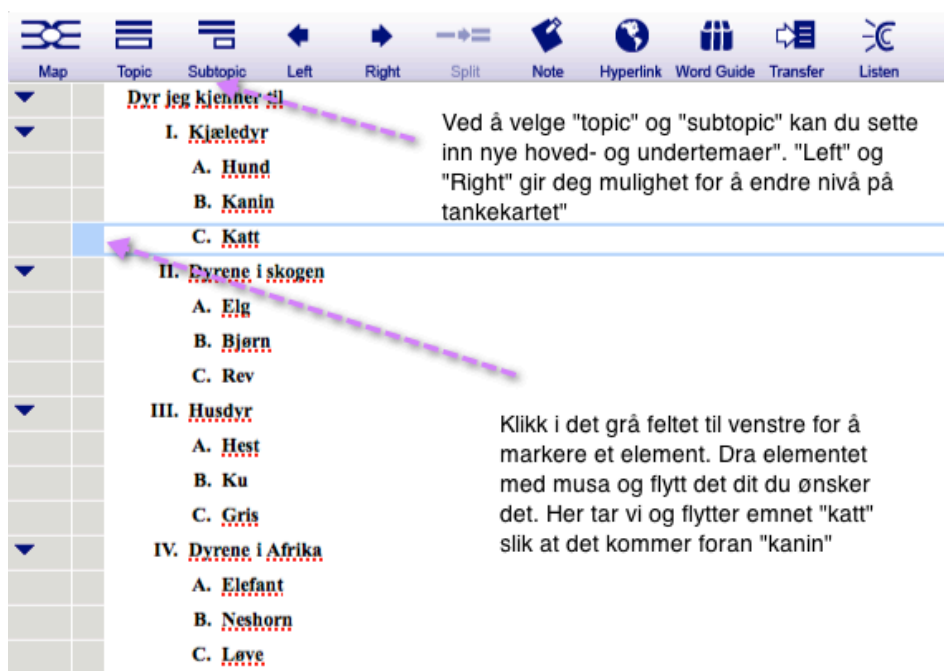 Map Topic Subtopic Left Right Split Note Hyperlink Word Guide Transfer Listen
Dyr jeg kjenner til
I. Kjæledyr
A. Hund
B. Kanin
C. Katt
II. Dyrene i skogen
A. Elg
B. Bjørn
C. Rev
III. Husdyr
A. Hest
B. Ku
C. Gris
IV. Dyrene i Afrika
A. Elefant
B. Neshorn
C. Løve
Ved å velge "topic" og "subtopic" kan du sette
inn nye hoved- og undertemaer". "Left" og
"Right" gir deg mulighet for å endre nivå på
tankekartet"
Klikk i det grå feltet til venstre for å
markere et element. Dra elementet
med musa og flytt det dit du ønsker
det. Her tar vi og flytter emnet "katt"
slik at det kommer foran "kanin"